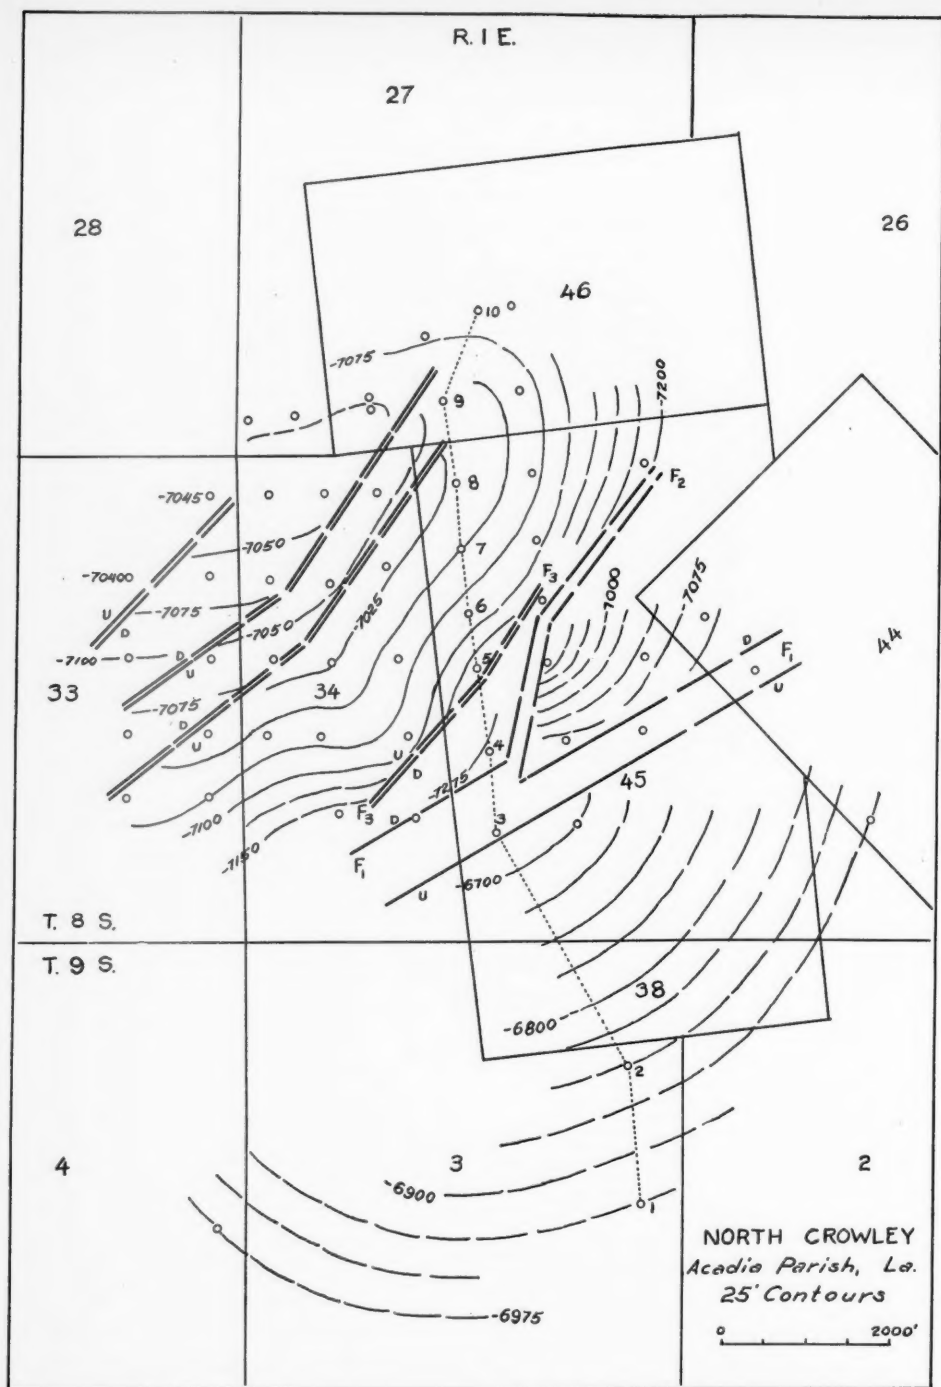 R. 1 E.
27
28
26
46
-7075
10
-7200
9
-7045
8
F2
-7050
7
F3
-7025
-7000
-7075
-70400
U
D
-7075
-7050
6
44
-7100
D
U
5
D
F1
U
33
34
-7075
D
U
4
U
D
-7275
45
3
-7100
F3
D
-7150
F1
U
-6700
T. 8 S.
T. 9 S.
38
-6800
2
4
3
2
-6900
1
NORTH CROWLEY
Acadia Parish, La.
25' Contours
-6975
0 2000'